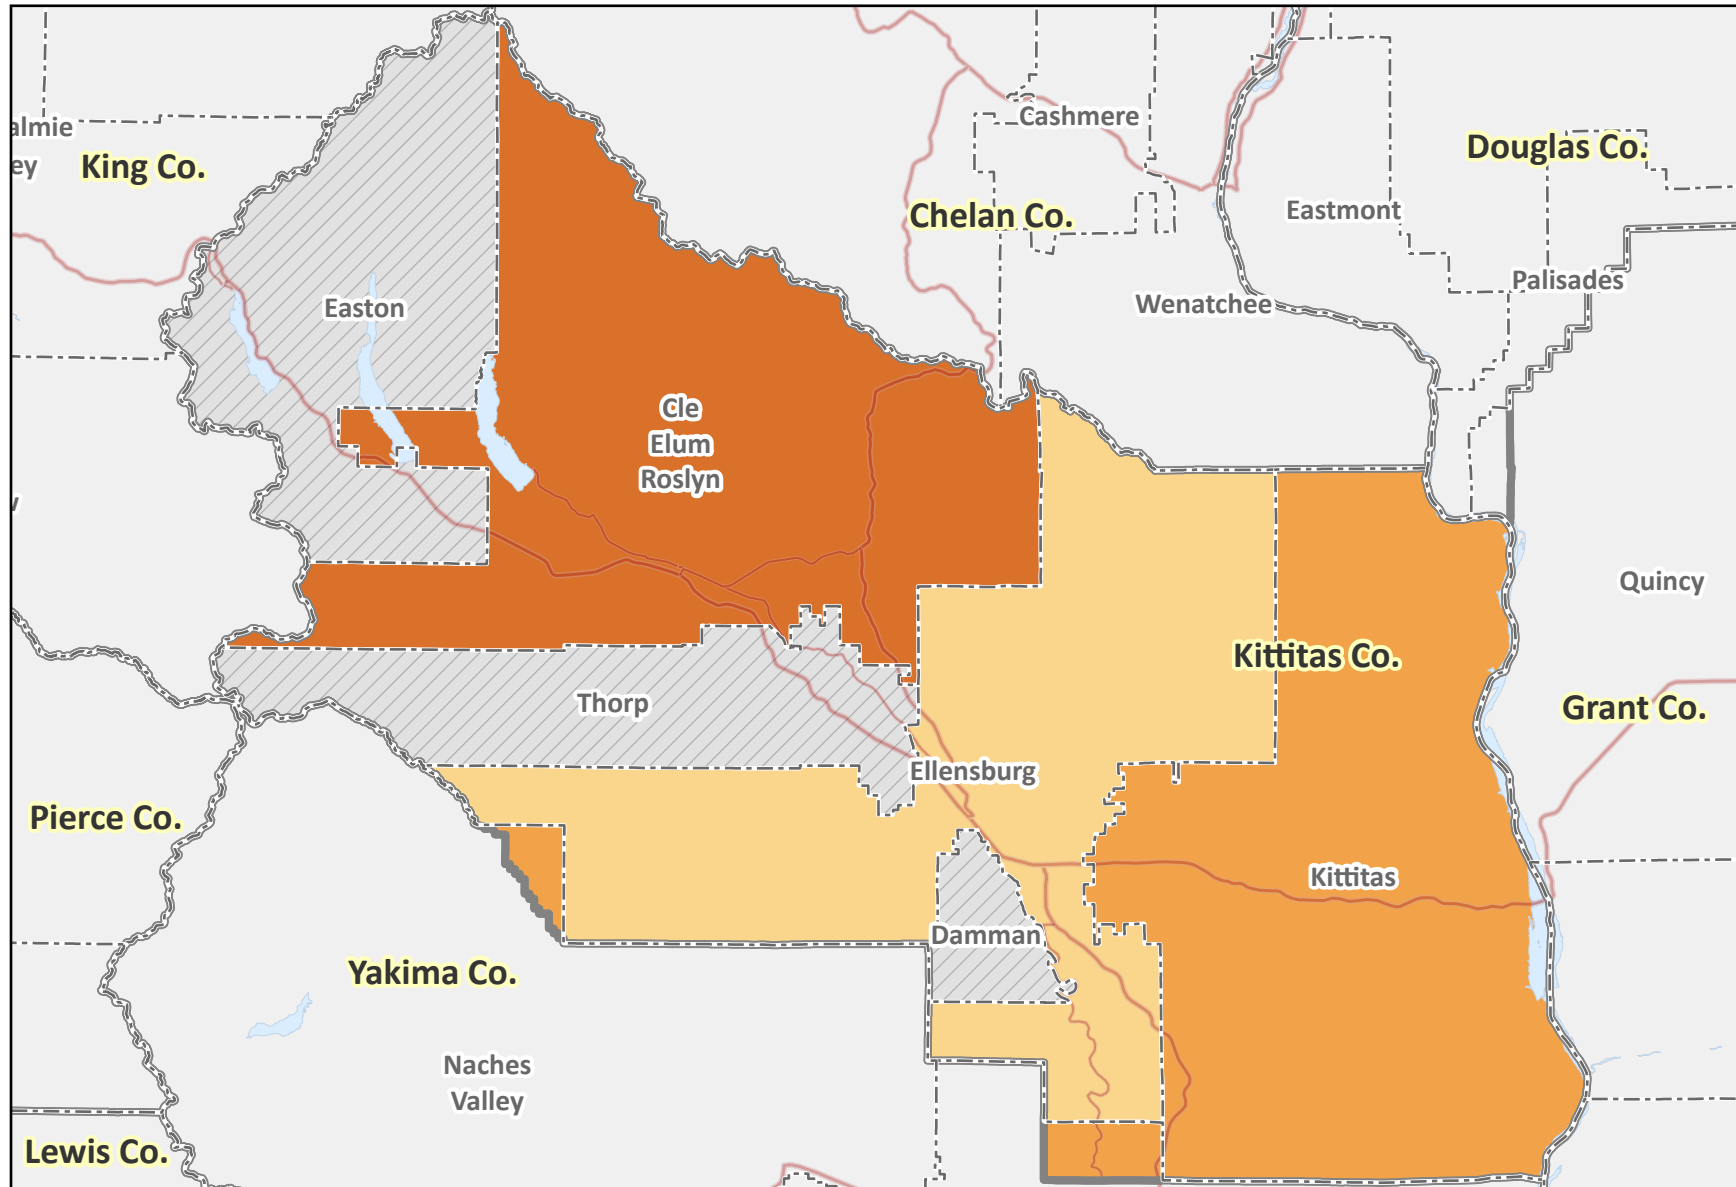 Cashmere
almie
ey
King Co.
Douglas Co.
Chelan Co.
Eastmont
Palisades
Wenatchee
Easton
Cle
Elum
Roslyn
Quincy
Kittitas Co.
Thorp
Grant Co.
Ellensburg
Pierce Co.
Kittitas
Damman
Yakima Co.
Naches
Valley
Lewis Co.